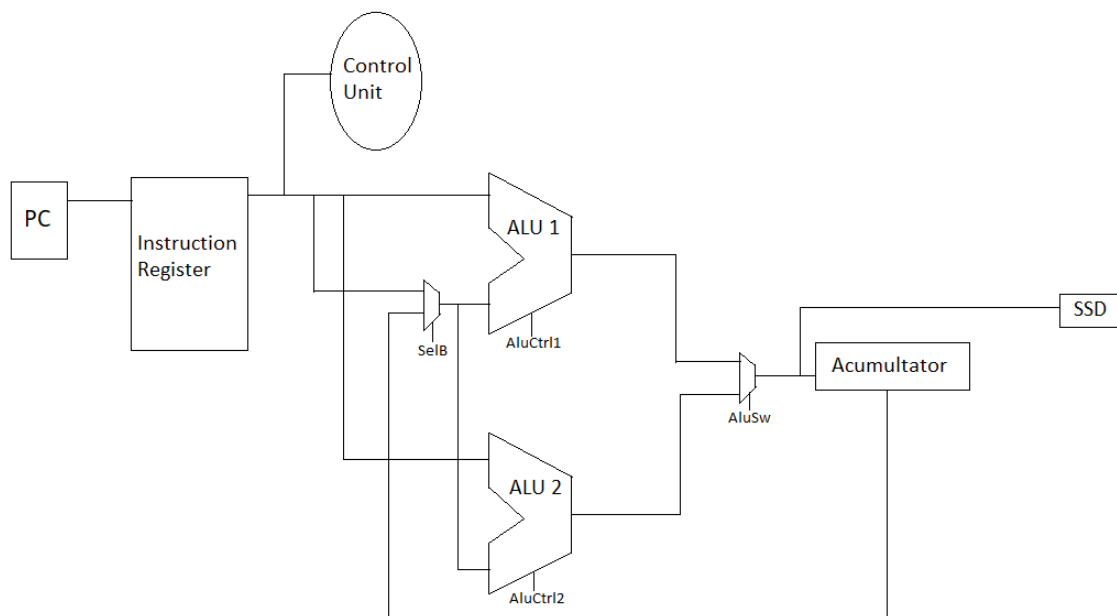 Control
Unit
PC
Instruction
Register
ALU 1
SelB
AluCtrl1
SSD
Acumultator
AluSw
ALU 2
AluCtrl2